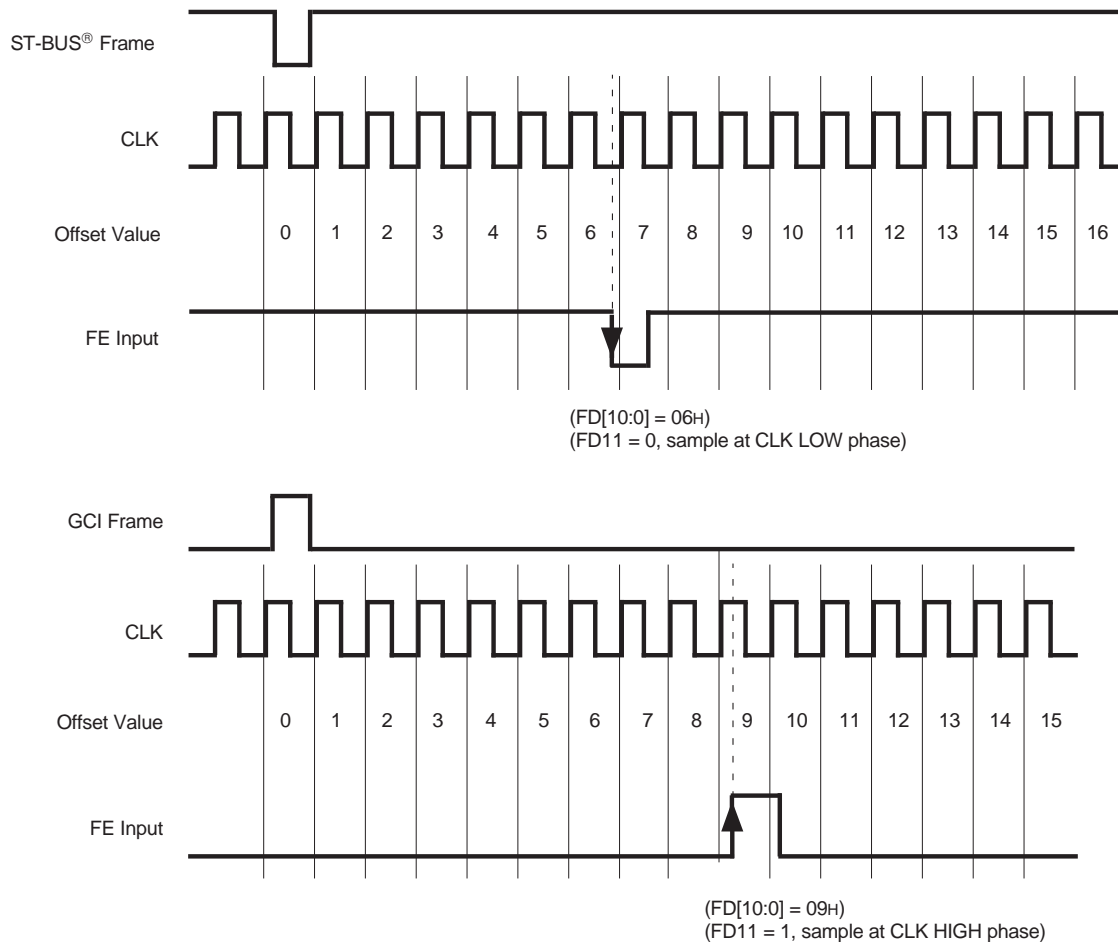 ST-BUS® Frame
CLK
Offset Value 0 1 2 3 4 5 6 7 8 9 10 11 12 13 14 15 16
FE Input
(FD[10:0] = 06H)
(FD11 = 0, sample at CLK LOW phase)
GCI Frame
CLK
Offset Value 0 1 2 3 4 5 6 7 8 9 10 11 12 13 14 15
FE Input
(FD[10:0] = 09H)
(FD11 = 1, sample at CLK HIGH phase)